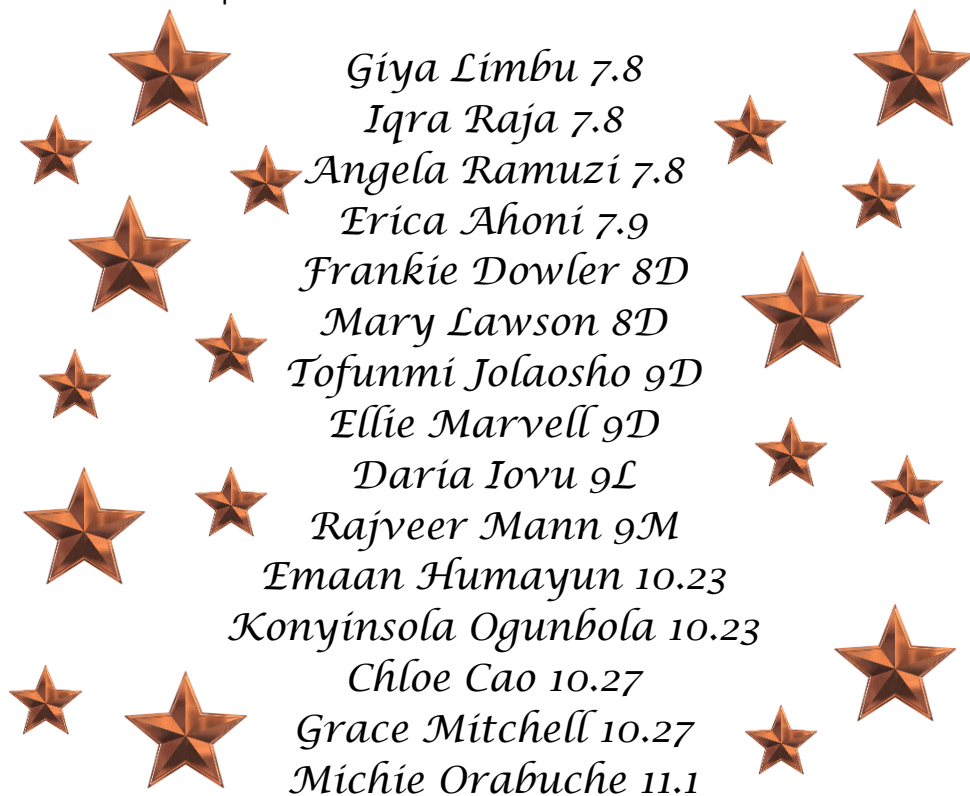 Giya Limbu 7.8
Iqra Raja 7.8
Angela Ramuzi 7.8
Erica Ahoni 7.9
Frankie Dowler 8D
Mary Lawson 8D
Tofunmi Jolaosho 9D
Ellie Marvell 9D
Daria Iovu 9L
Rajveer Mann 9M
Emaan Humayun 10.23
Konyinsola Ogunbola 10.23
Chloe Cao 10.27
Grace Mitchell 10.27
Michie Orabuche 11.1